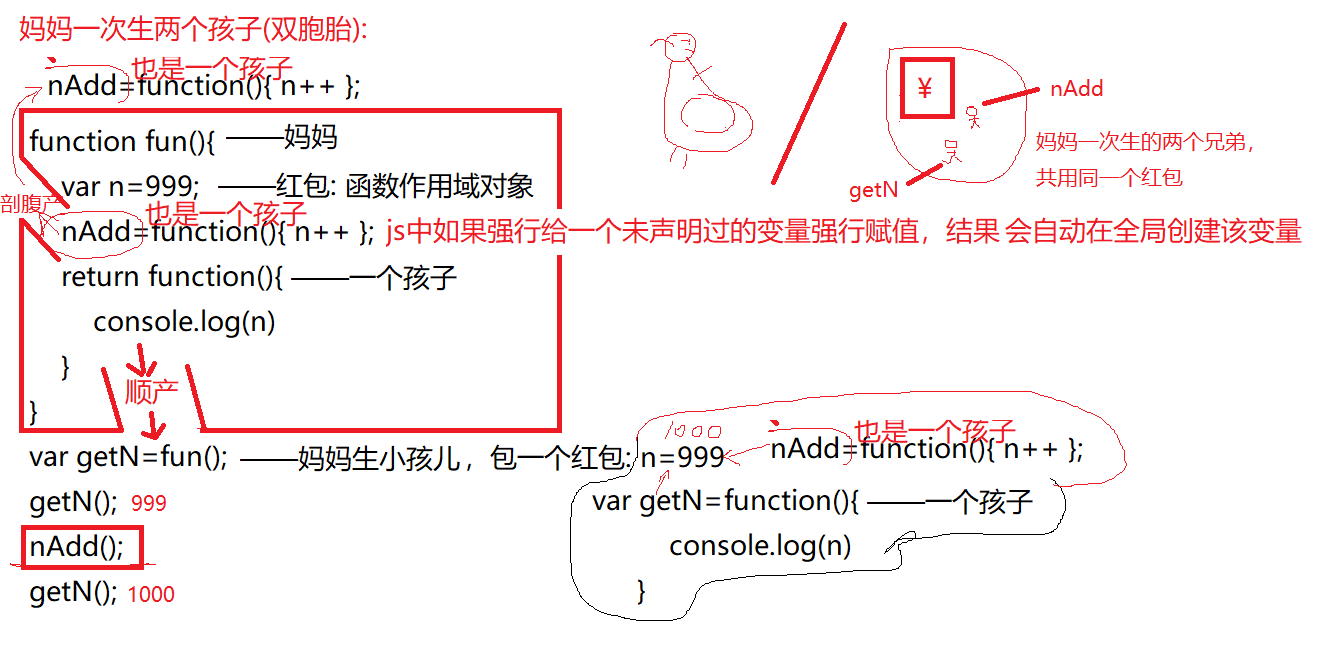 妈妈一次生两个孩子(双胞胎):
也是一个孩子
nAdd=function(){ n++ };
function fun(){ ——妈妈
var n=999; ——红包: 函数作用域对象
剖腹产
也是一个孩子
nAdd=function(){ n++ }; js中如果强行给一个未声明过的变量强行赋值，结果 会自动在全局创建该变量
return function(){ ——一个孩子
console.log(n)
}
顺产
}
var getN=fun(); ——妈妈生小孩儿，包一个红包: n=999
getN(); 999
nAdd();
getN(); 1000
¥
nAdd
getN
妈妈一次生的两个兄弟，
共用同一个红包
1000
也是一个孩子
nAdd=function(){ n++ };
var getN=function(){ ——一个孩子
console.log(n)
}